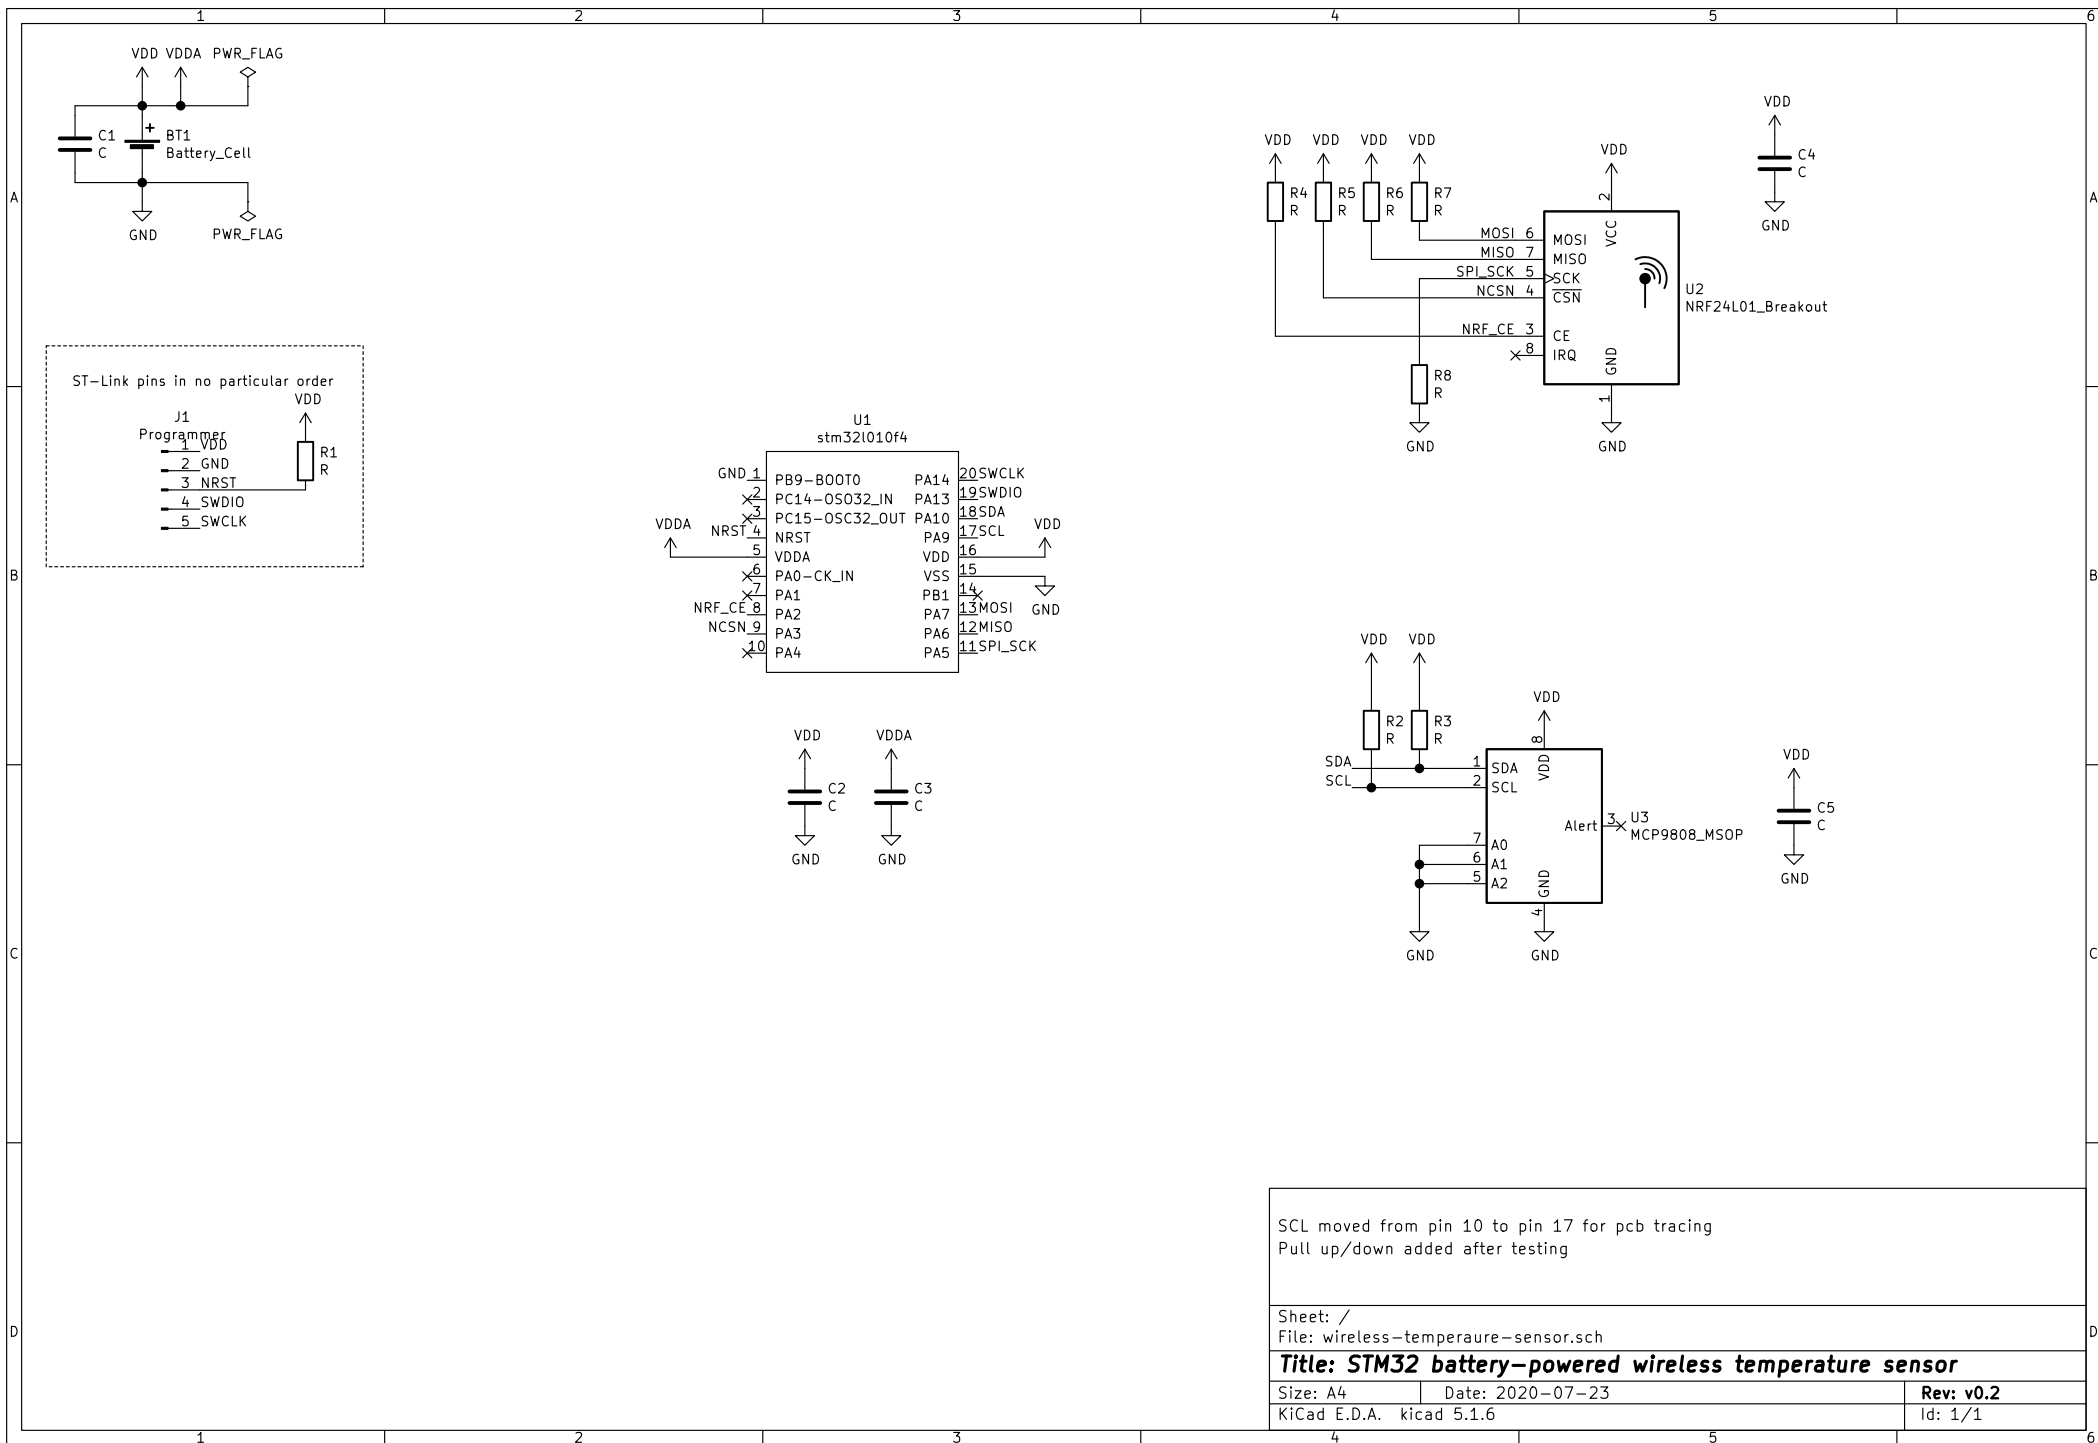 1 2 3 4 5 6
A
B
C
D
VDD VDDA PWR_FLAG
C1
C
+
BT1
Battery_Cell
GND
PWR_FLAG
ST-Link pins in no particular order
VDD
J1
Programmer
1 VDD
2 GND
3 NRST
4 SWDIO
5 SWCLK
R1
R
U1
stm32l010f4
GND 1 PB9-BOOT0
2 PC14-OSO32_IN
3 PC15-OSC32_OUT
NRST 4 NRST
VDDA
5 VDDA
6 PA0-CK_IN
7 PA1
NRF_CE 8 PA2
NCSN 9 PA3
10 PA4
PA14 20 SWCLK
PA13 19 SWDIO
PA10 18 SDA
PA9 17 SCL
VDD 16
VDD
VSS 15
GND
PB1 14
PA7 13 MOSI
PA6 12 MISO
PA5 11 SPI_SCK
VDD
C2
C
GND
VDDA
C3
C
GND
VDD VDD VDD VDD
R4
R
R5
R
R6
R
R7
R
VDD
2
VCC
MOSI 6 MOSI
MISO 7 MISO
SPI_SCK 5 SCK
NCSN 4 CSN
NRF_CE 3 CE
8 IRQ
GND
1
GND
U2
NRF24L01_Breakout
R8
R
GND
VDD
C4
C
GND
VDD VDD
R2
R
R3
R
VDD
8
VDD
SDA 1 SDA
SCL 2 SCL
Alert 3
U3
MCP9808_MSOP
7 A0
6 A1
5 A2
GND
4
GND GND
VDD
C5
C
GND
SCL moved from pin 10 to pin 17 for pcb tracing
Pull up/down added after testing
Sheet: /
File: wireless-temperaure-sensor.sch
Title: STM32 battery-powered wireless temperature sensor
Size: A4 Date: 2020-07-23 Rev: v0.2
KiCad E.D.A. kicad 5.1.6 Id: 1/1
A
B
C
D
1 2 3 4 5 6